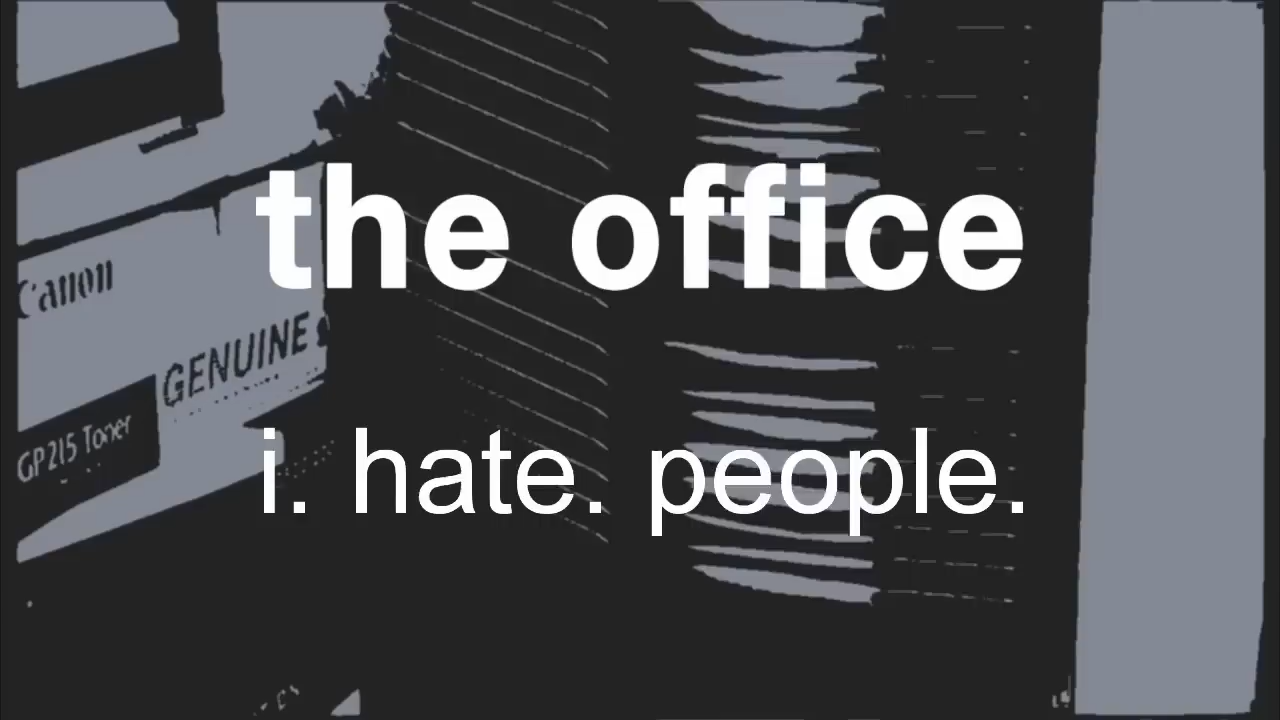 the office
Canon
GENUINE
GP215 Toner
i. hate. people.